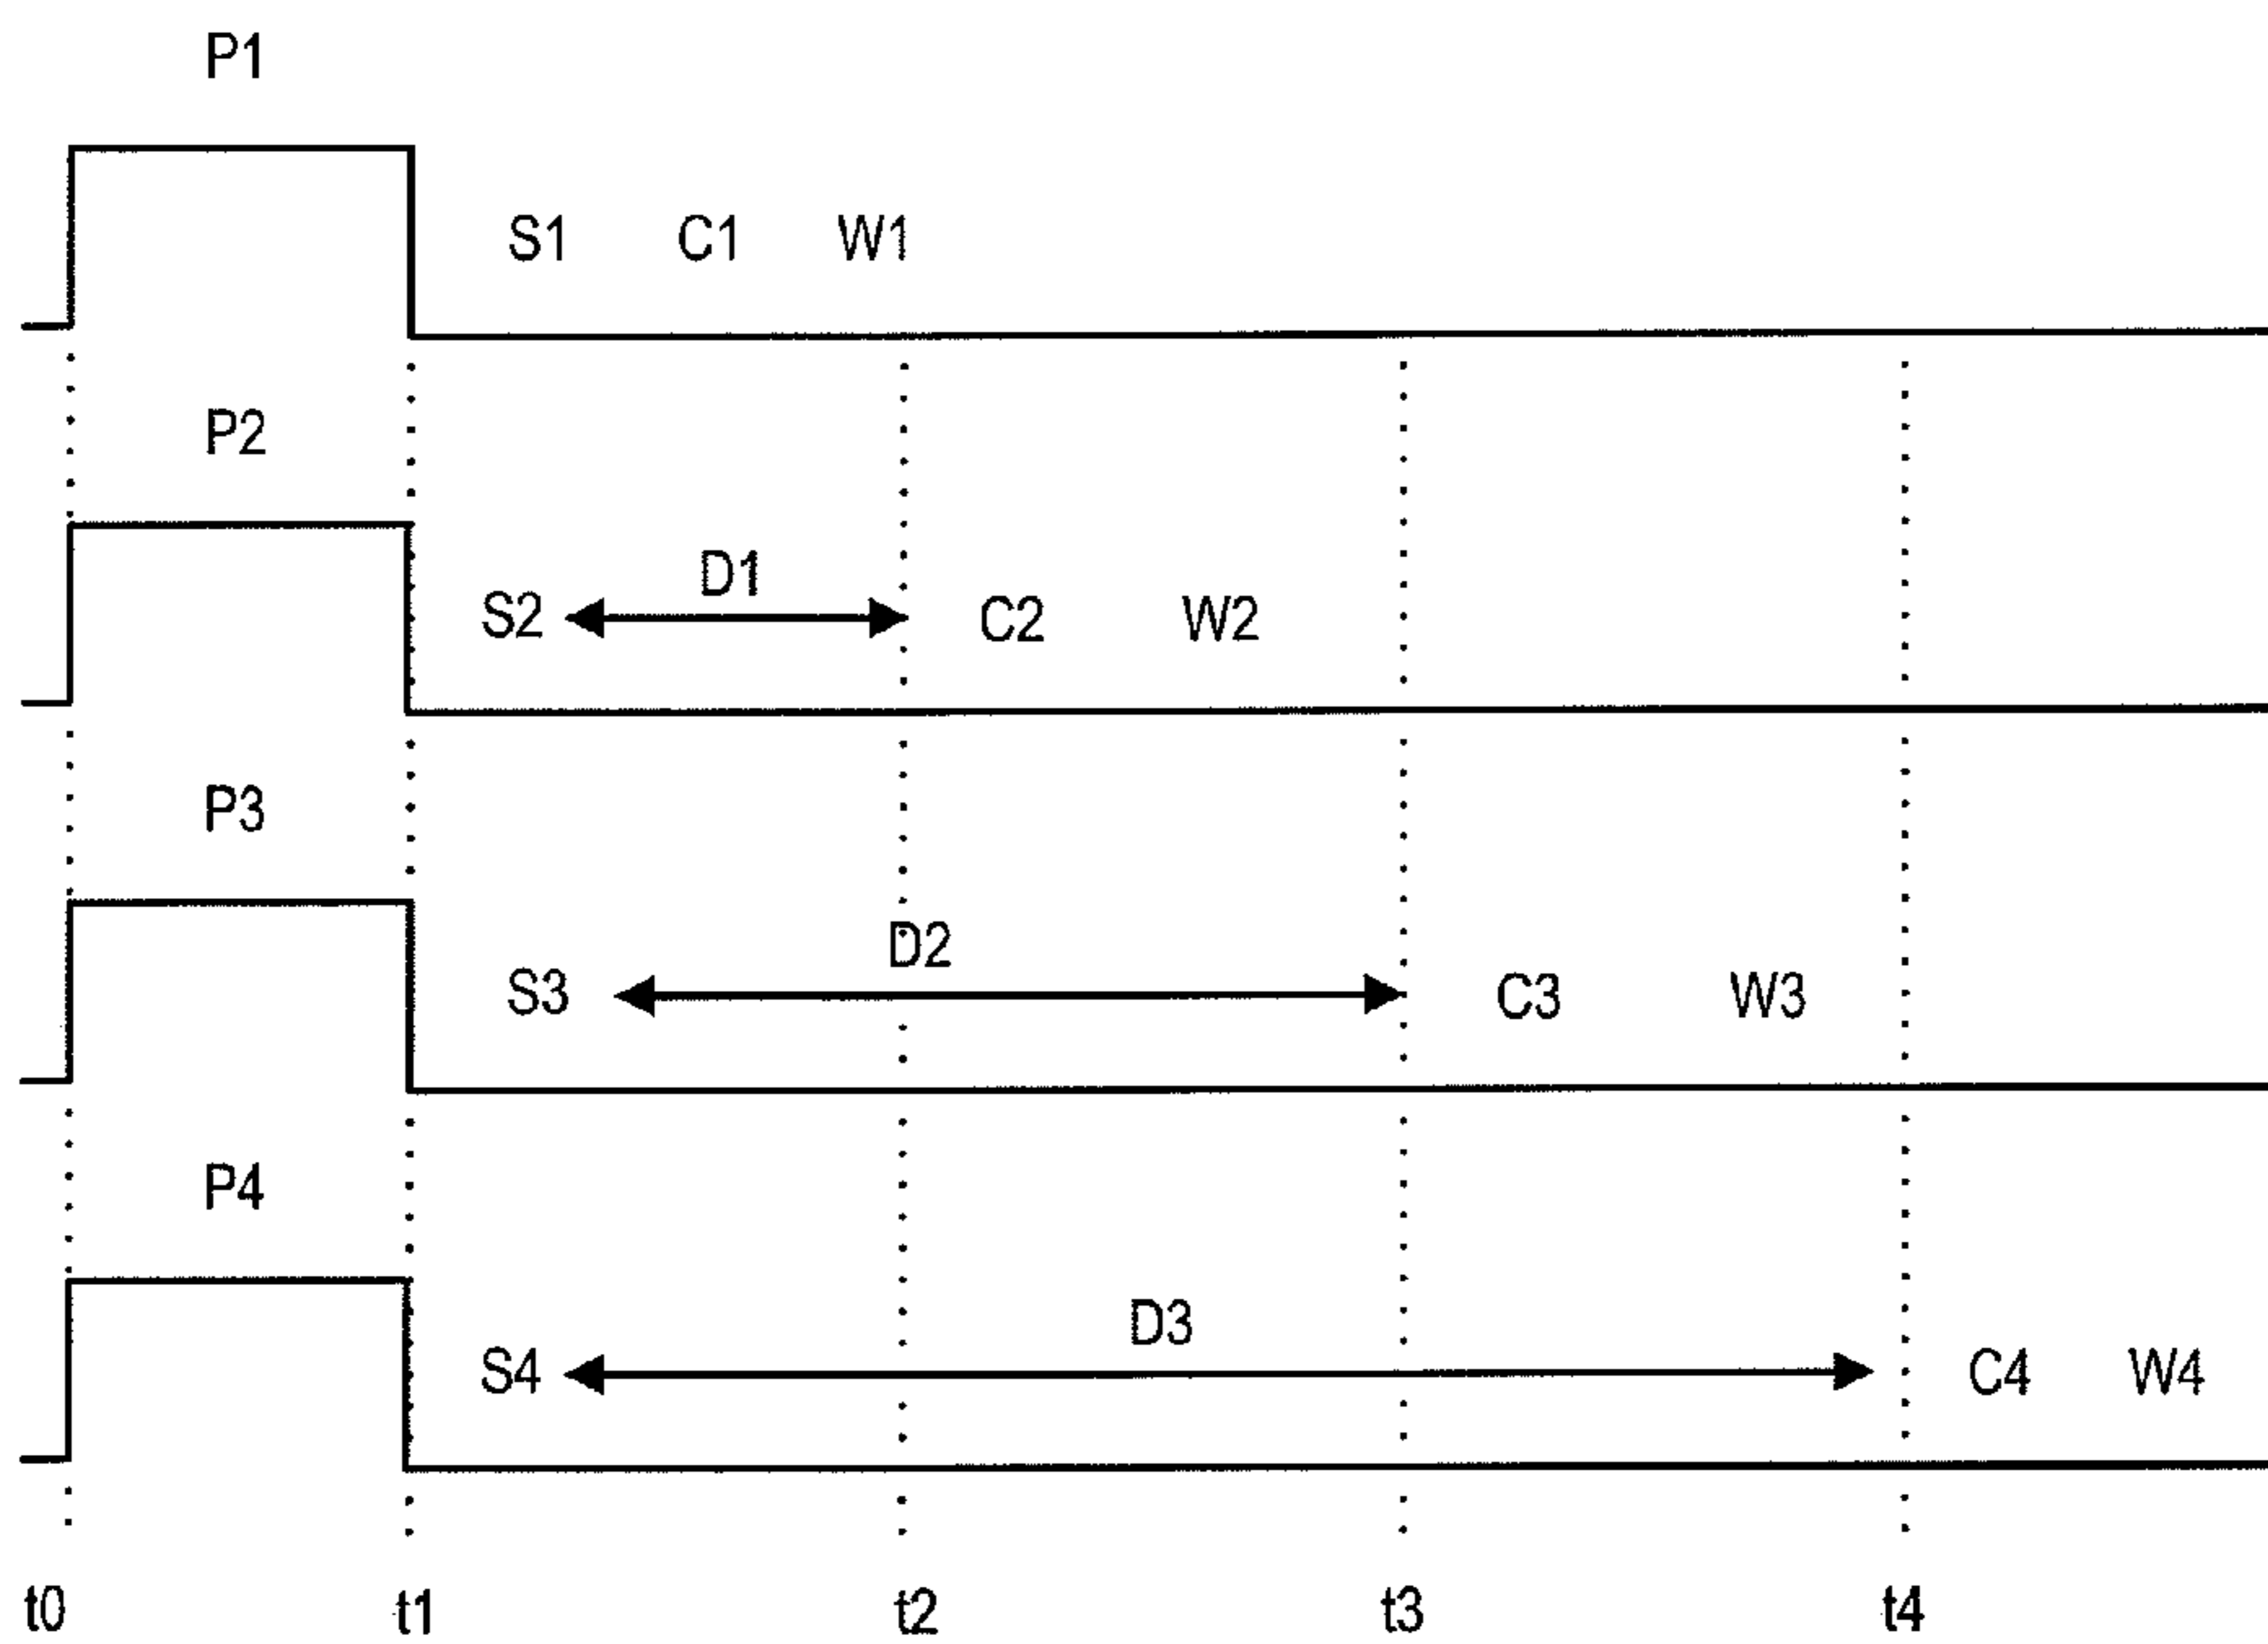 P1
S1 C1 W1
P2
D1
S2 C2 W2
P3
D2
S3 C3 W3
P4
D3
S4 C4 W4
t0 t1 t2 t3 t4